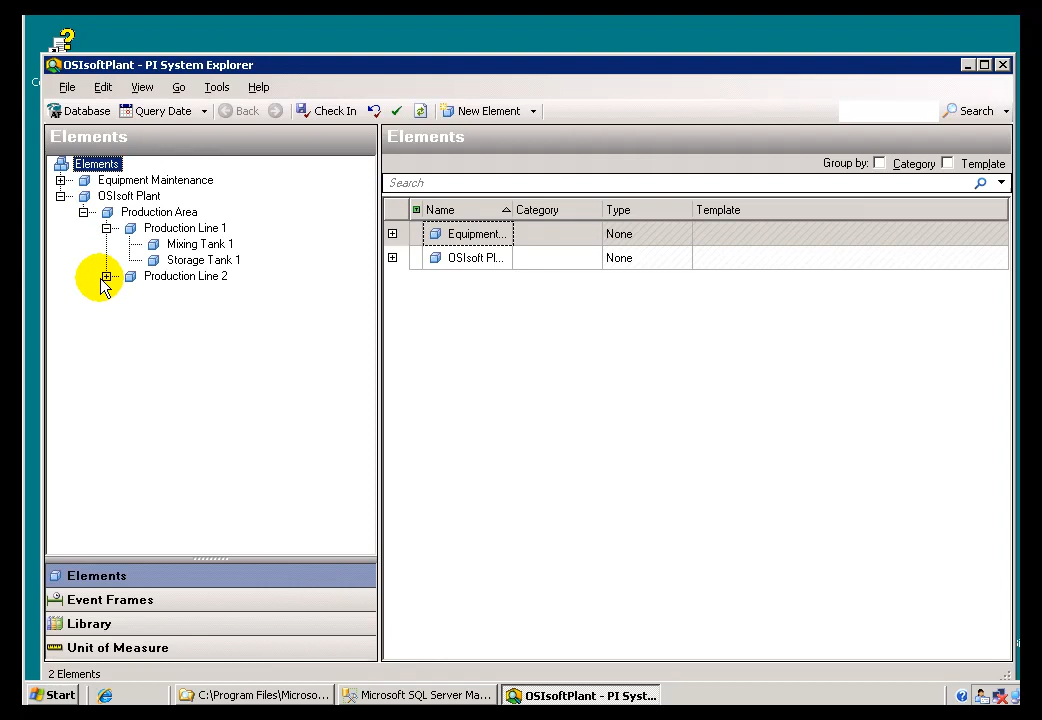 OSIsoftPlant - PI System Explorer
File Edit View Go Tools Help
Database Query Date Back Check In New Element Search
Elements
Elements
Equipment Maintenance
OSIsoft Plant
Production Area
Production Line 1
Mixing Tank 1
Storage Tank 1
Production Line 2
Elements
Event Frames
Library
Unit of Measure
Elements
Group by: Category Template
Search
Name Category Type Template
Equipment... None
OSIsoft Pl... None
2 Elements
Start C:\Program Files\Microso... Microsoft SQL Server Ma... OSIsoftPlant - PI Syst...